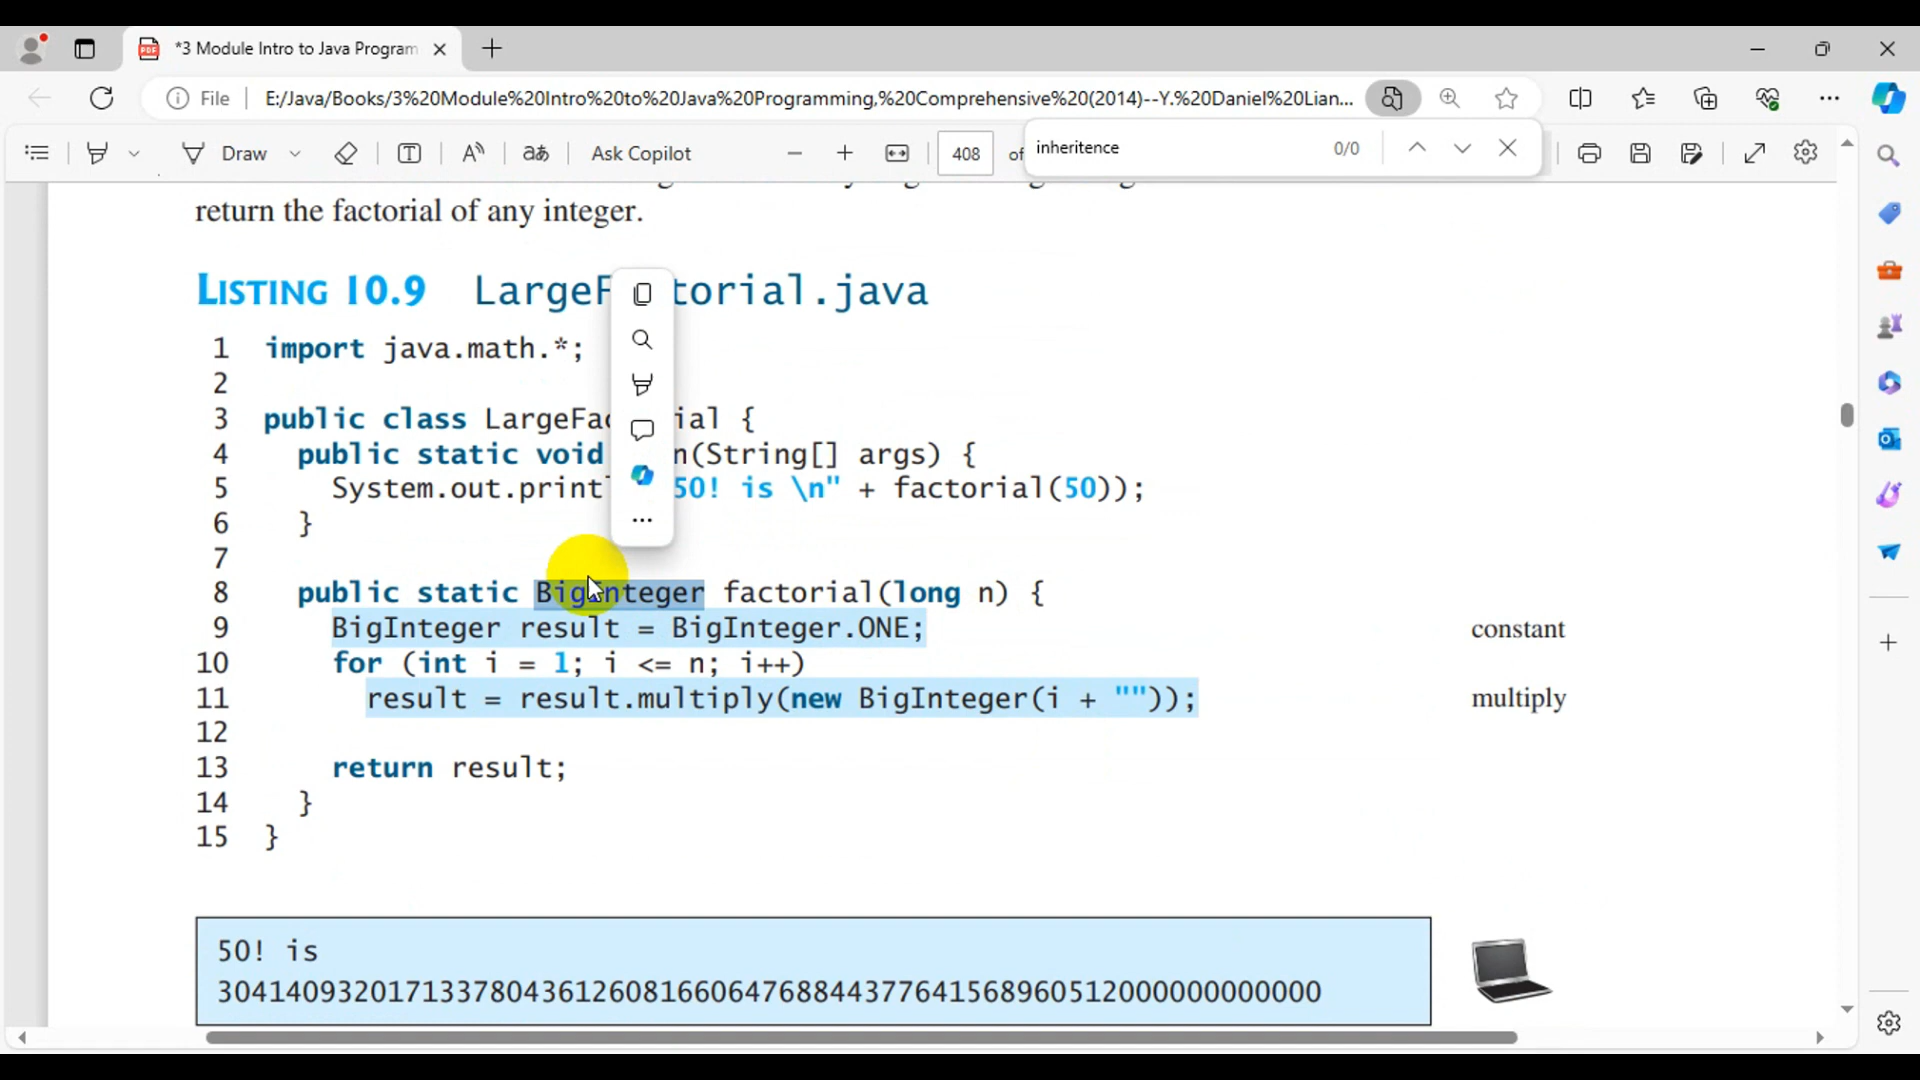 *3 Module Intro to Java Program
File
E:/Java/Books/3%20Module%20Intro%20to%20Java%20Programming,%20Comprehensive%20(2014)--Y.%20Daniel%20Lian...
Draw
Ask Copilot
408
of
inheritence
0/0
return the factorial of any integer.
LISTING 10.9 LargeF torial.java
1 import java.math.*;
2
3 public class LargeFac ial {
4 public static void n(String[] args) {
5 System.out.printl 50! is \n" + factorial(50));
6 }
7
8 public static BigInteger factorial(long n) {
9 BigInteger result = BigInteger.ONE;
constant
10 for (int i = 1; i <= n; i++)
11 result = result.multiply(new BigInteger(i + ""));
multiply
12
13 return result;
14 }
15 }
50! is
30414093201713378043612608166064768844377641568960512000000000000